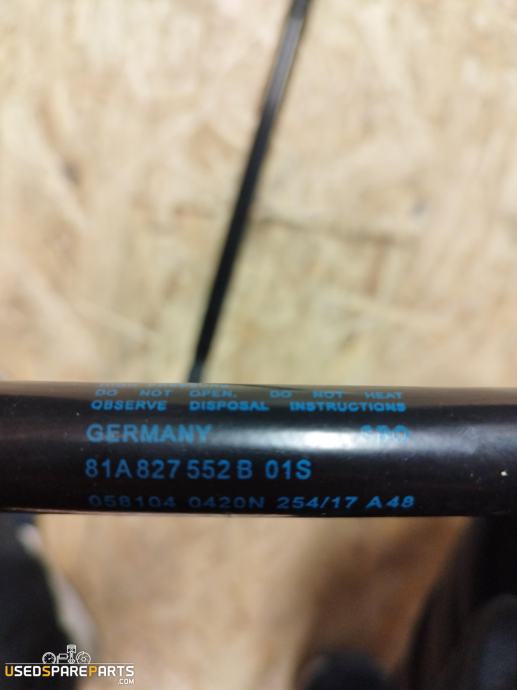 DO NOT OPEN, DO NOT HEAT
OBSERVE DISPOSAL INSTRUCTIONS
GERMANY
81A 827 552 B 01S
058104 0420N 254/17 A48
USEDSPAREPARTS
.COM